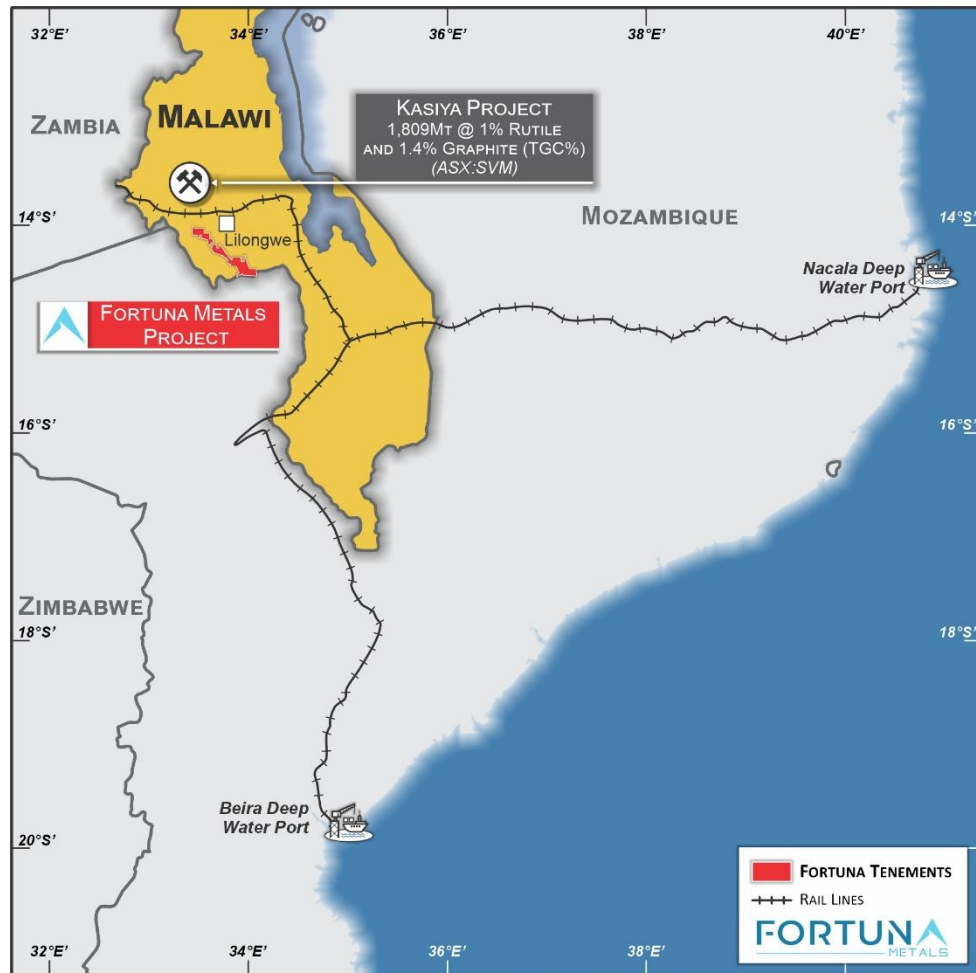 32°E’
34°E’
36°E’
38°E’
40°E’
ZAMBIA
MALAWI
KASIYA PROJECT
1,809MT @ 1% RUTILE
AND 1.4% GRAPHITE (TGC%)
(ASX:SVM)
14°S’
14°S’
MOZAMBIQUE
Lilongwe
Nacala Deep
Water Port
FORTUNA METALS
PROJECT
16°S’
16°S’
ZIMBABWE
18°S’
18°S’
Beira Deep
Water Port
20°S’
FORTUNA TENEMENTS
RAIL LINES
FORTUNA
METALS
32°E’
34°E’
36°E’
38°E’
40°E’